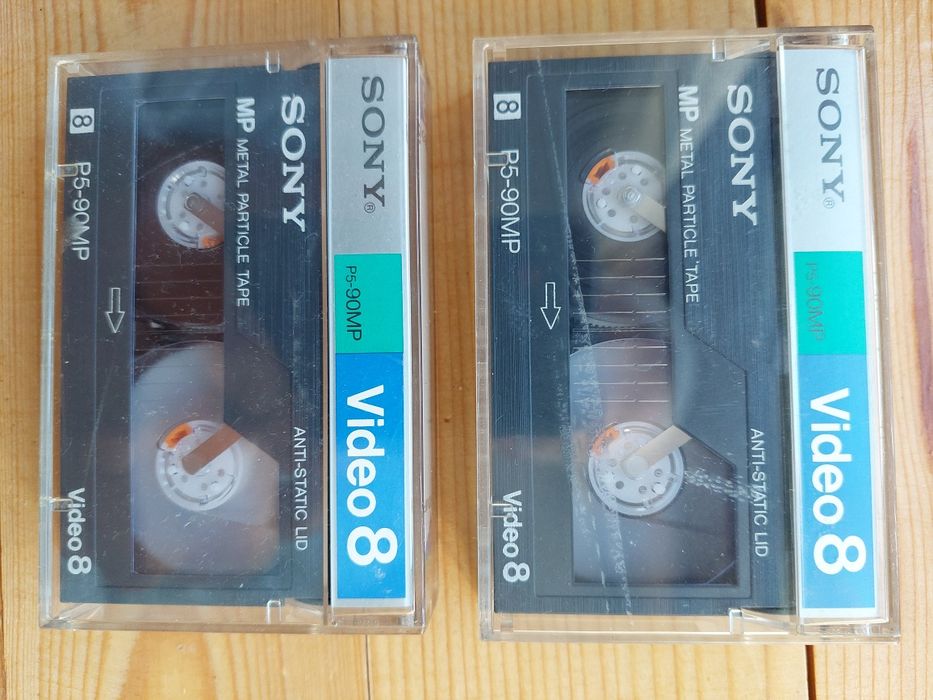 SONY®
P5-90MP
Video 8
SONY
MP METAL PARTICLE TAPE
ANTI-STATIC LID
8
P5-90MP
Video 8
SONY®
P5-90MP
Video 8
SONY
MP METAL PARTICLE TAPE
ANTI-STATIC LID
8
P5-90MP
Video 8